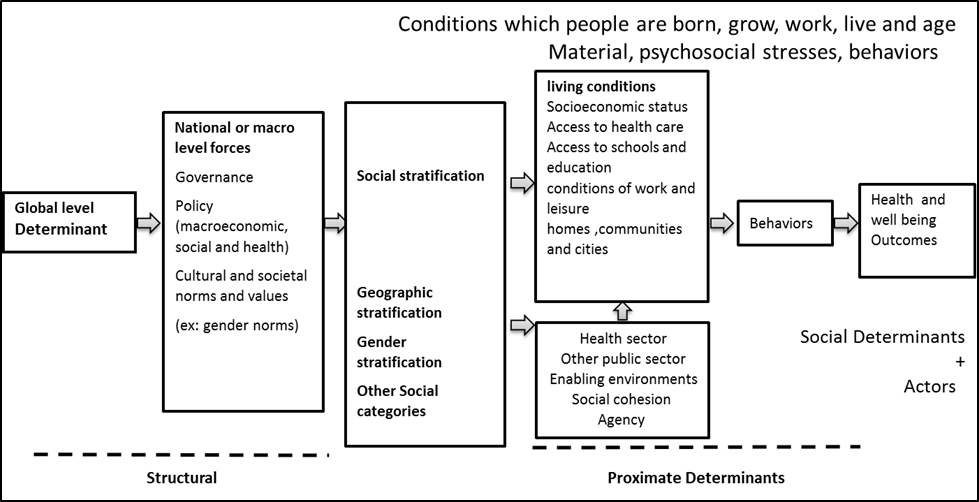 Conditions which people are born, grow, work, live and age
Material, psychosocial stresses, behaviors
Global level
Determinant
National or macro
level forces
Governance
Policy
(macroeconomic,
social and health)
Cultural and societal
norms and values
(ex: gender norms)
Social stratification
Geographic
stratification
Gender
stratification
Other Social
categories
living conditions
Socioeconomic status
Access to health care
Access to schools and
education
conditions of work and
leisure
homes ,communities
and cities
Health sector
Other public sector
Enabling environments
Social cohesion
Agency
Behaviors
Health and
well being
Outcomes
Social Determinants
+
Actors
Structural
Proximate Determinants